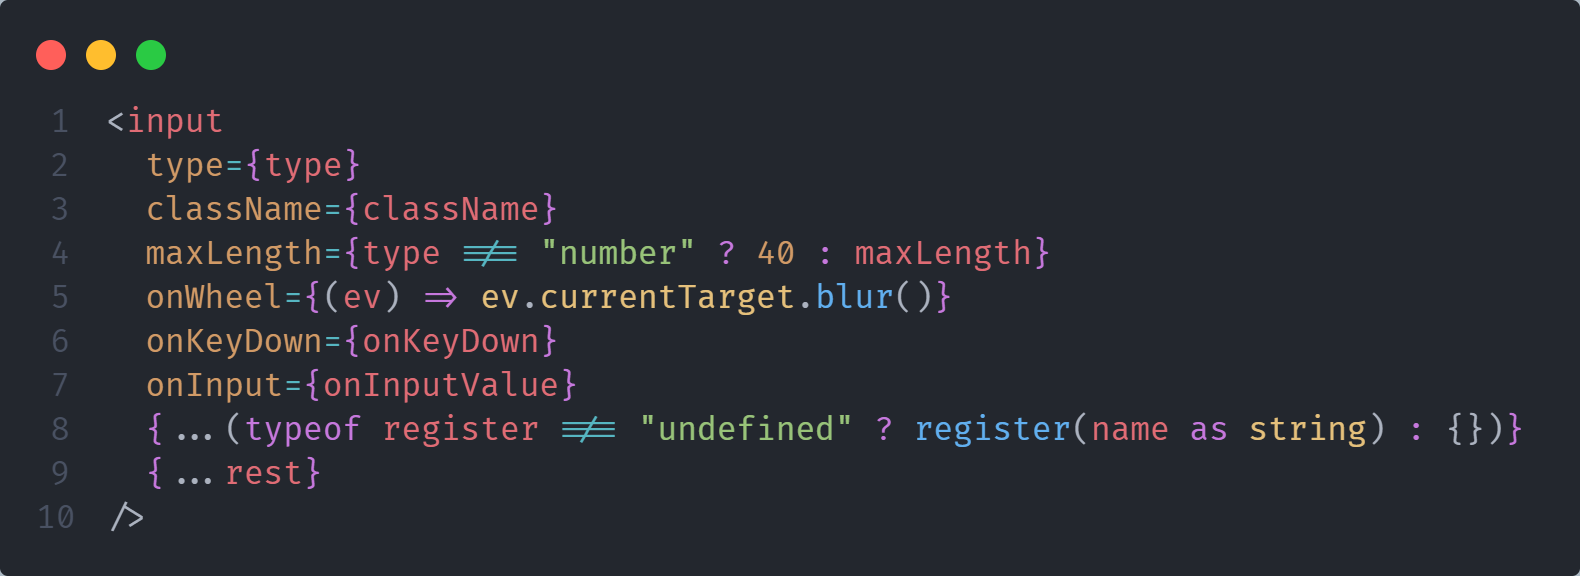 1 <input
2 type={type}
3 className={className}
4 maxLength={type !== "number" ? 40 : maxLength}
5 onWheel={(ev) => ev.currentTarget.blur()}
6 onKeyDown={onKeyDown}
7 onInput={onInputValue}
8 {...(typeof register !== "undefined" ? register(name as string) : {})}
9 {...rest}
10 />